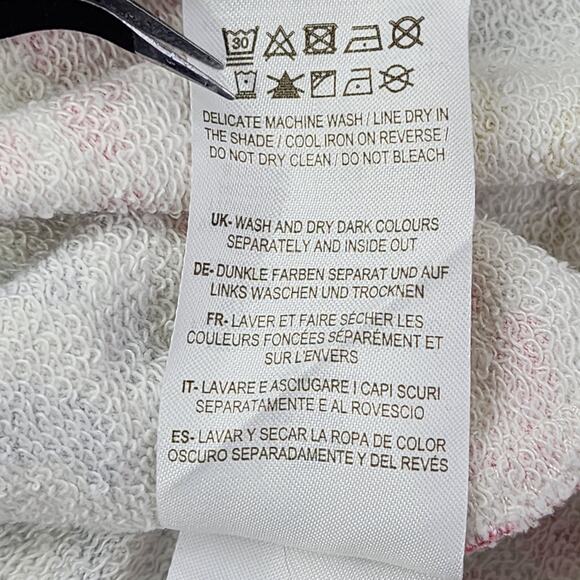 30
DELICATE MACHINE WASH / LINE DRY IN
THE SHADE / COOL IRON ON REVERSE /
DO NOT DRY CLEAN / DO NOT BLEACH
UK- WASH AND DRY DARK COLOURS
SEPARATELY AND INSIDE OUT
DE- DUNKLE FARBEN SEPARAT UND AUF
LINKS WASCHEN UND TROCKNEN
FR- LAVER ET FAIRE SÉCHER LES
COULEURS FONCÉES SÉPARÉMENT ET
SUR L'ENVERS
IT- LAVARE E ASCIUGARE I CAPI SCURI
SEPARATAMENTE E AL ROVESCIO
ES- LAVAR Y SECAR LA ROPA DE COLOR
OSCURO SEPARADAMENTE Y DEL REVÉS